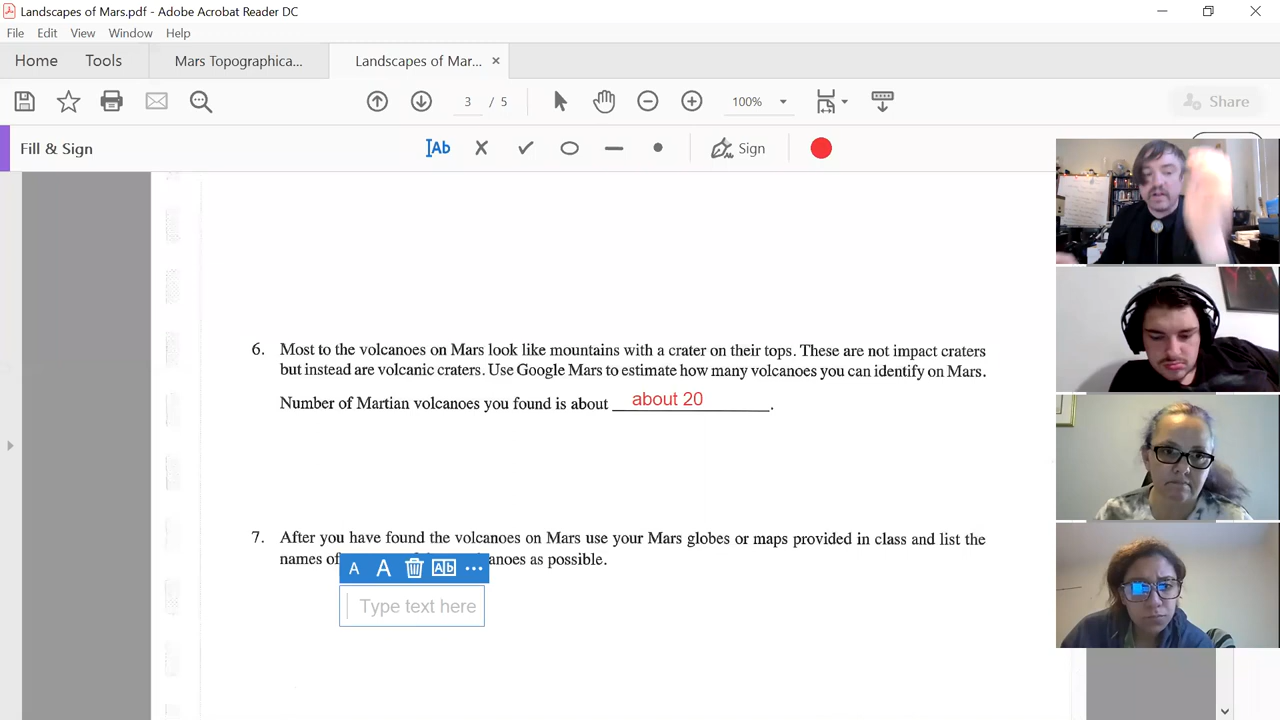 Landscapes of Mars.pdf - Adobe Acrobat Reader DC
File Edit View Window Help
Home Tools Mars Topographica... Landscapes of Mar... ×
3 / 5 100% Share
Fill & Sign Ab Sign
6. Most to the volcanoes on Mars look like mountains with a crater on their tops. These are not impact craters
but instead are volcanic craters. Use Google Mars to estimate how many volcanoes you can identify on Mars.
Number of Martian volcanoes you found is about about 20.
7. After you have found the volcanoes on Mars use your Mars globes or maps provided in class and list the
names of anoes as possible.
A A Ab ...
Type text here